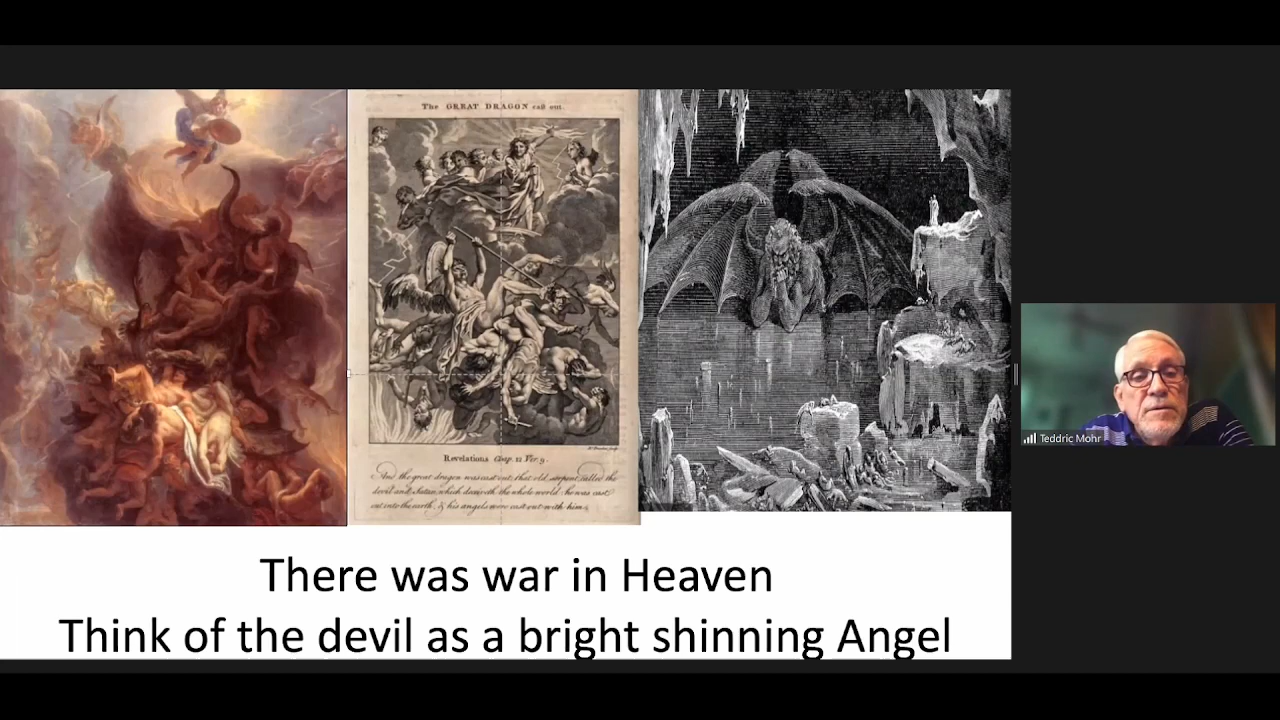 The GREAT DRAGON cast out.
Revelations Chap. 12 Ver. 9.
And the great dragon was cast out, that old serpent, called the
devil and Satan, which deceiveth the whole world: he was cast
out into the earth, & his angels were cast out with him.
There was war in Heaven
Think of the devil as a bright shinning Angel
Teddric Mohr